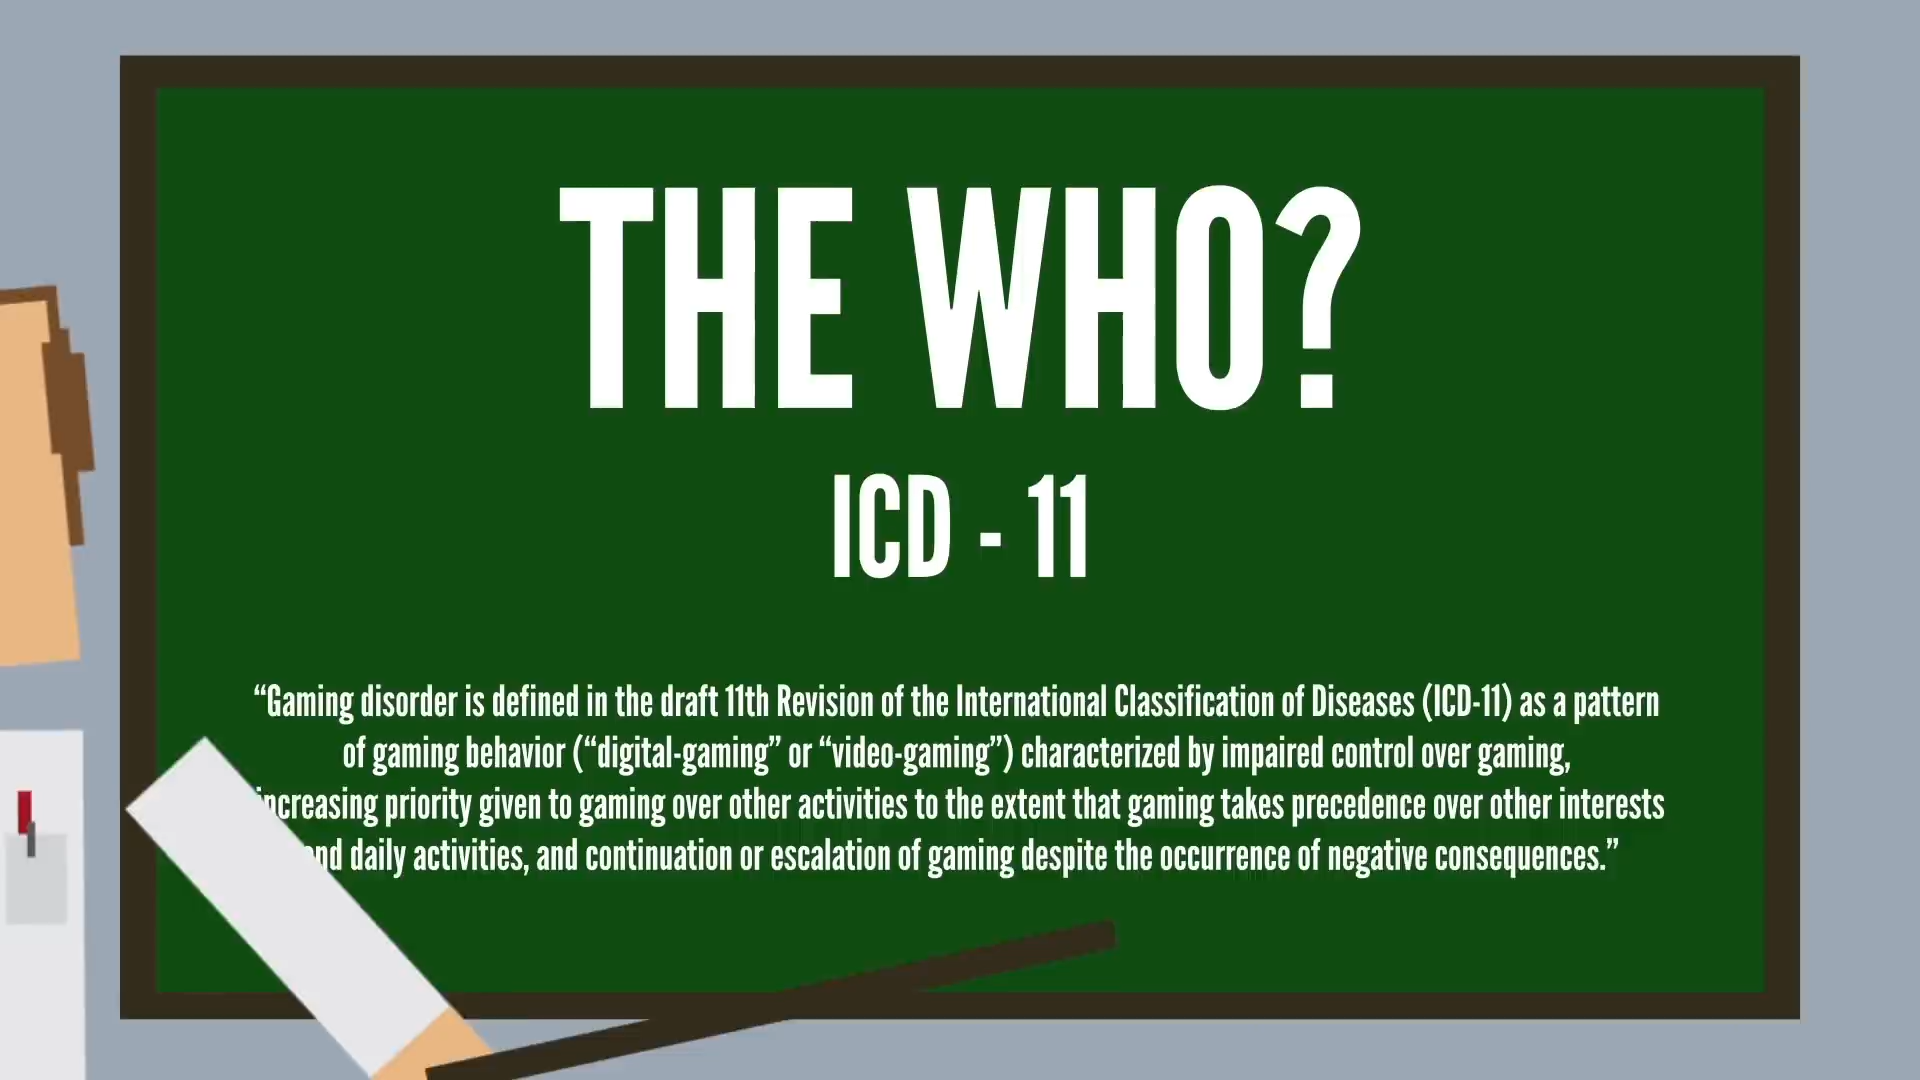 THE WHO?
ICD - 11
“Gaming disorder is defined in the draft 11th Revision of the International Classification of Diseases (ICD-11) as a pattern
of gaming behavior (“digital-gaming” or “video-gaming”) characterized by impaired control over gaming,
increasing priority given to gaming over other activities to the extent that gaming takes precedence over other interests
and daily activities, and continuation or escalation of gaming despite the occurrence of negative consequences.”